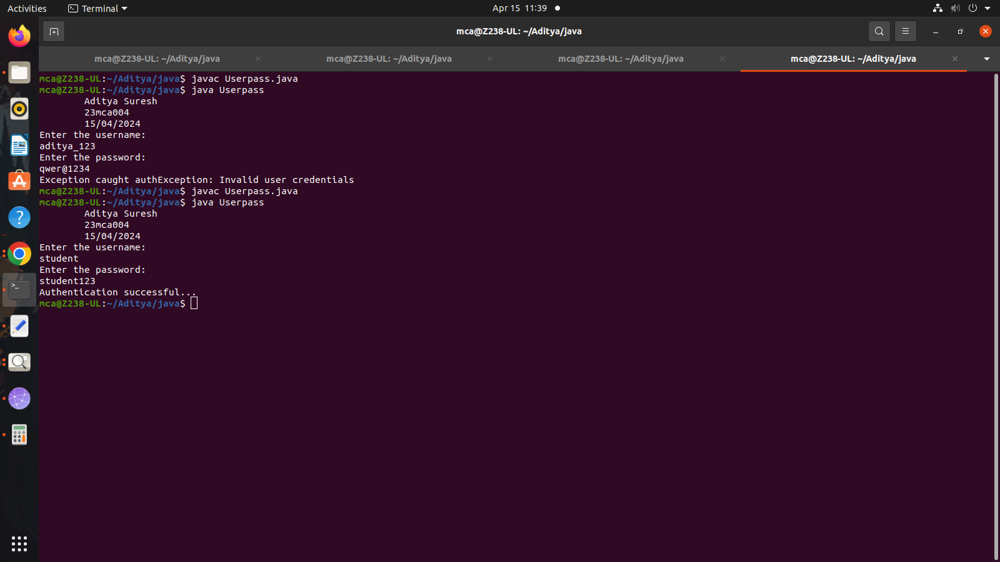 Activities
Terminal
Apr 15 11:39
mca@Z238-UL: ~/Aditya/java
mca@Z238-UL: ~/Aditya/java
mca@Z238-UL: ~/Aditya/java
mca@Z238-UL: ~/Aditya/java
mca@Z238-UL: ~/Aditya/java
mca@Z238-UL:~/Aditya/java$ javac Userpass.java
mca@Z238-UL:~/Aditya/java$ java Userpass
Aditya Suresh
23mca004
15/04/2024
Enter the username:
aditya_123
Enter the password:
qwer@1234
Exception caught authException: Invalid user credentials
mca@Z238-UL:~/Aditya/java$ javac Userpass.java
mca@Z238-UL:~/Aditya/java$ java Userpass
Aditya Suresh
23mca004
15/04/2024
Enter the username:
student
Enter the password:
student123
Authentication successful...
mca@Z238-UL:~/Aditya/java$